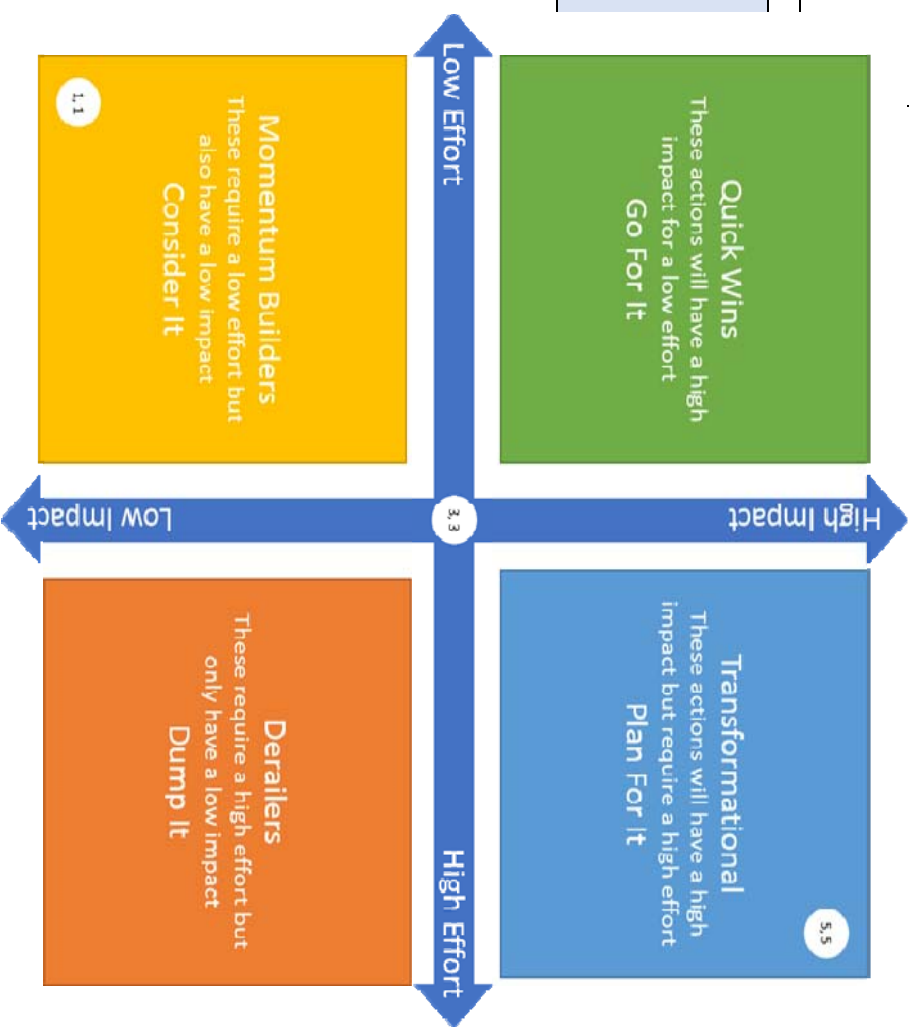 Quick Wins
These actions will have a high
impact for a low effort
Go For It
Transformational
These actions will have a high
impact but require a high effort
Plan For It
5,5
High Impact
Low Effort
3,3
High Effort
Low Impact
Momentum Builders
These require a low effort but
also have a low impact
Consider It
1,1
Derailers
These require a high effort but
only have a low impact
Dump It